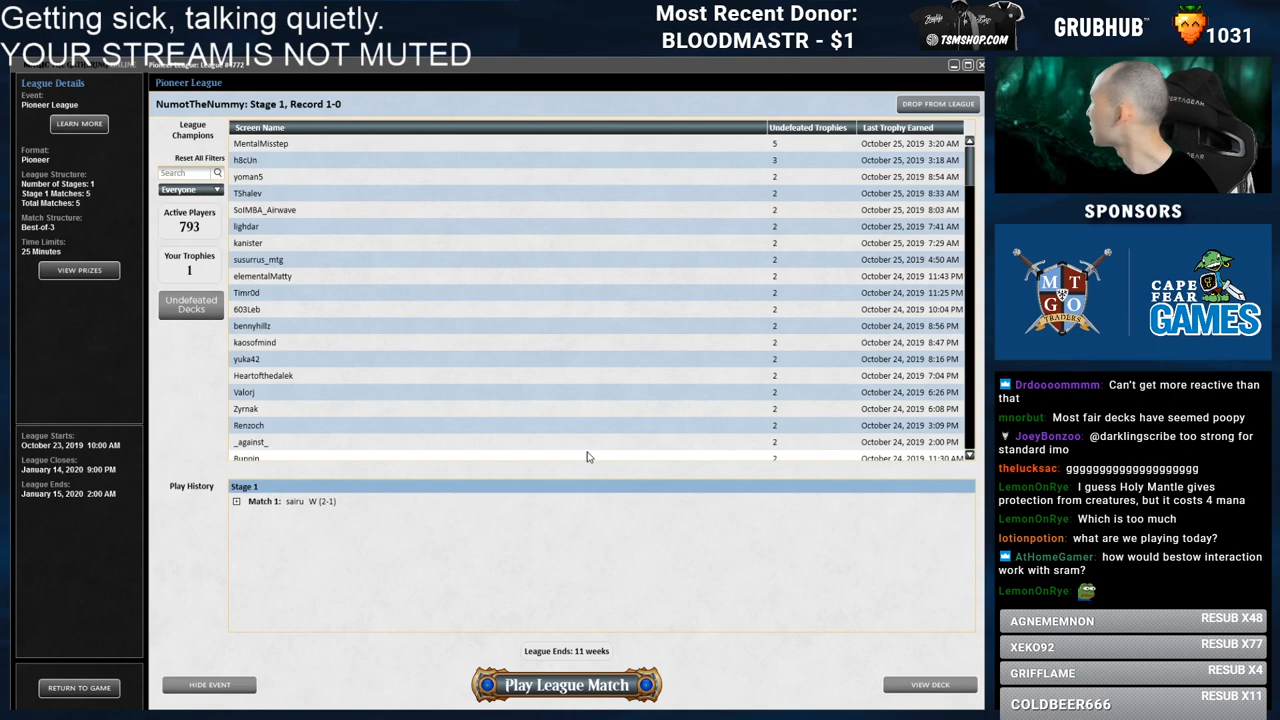 Getting sick, talking quietly.
YOUR STREAM IS NOT MUTED
Most Recent Donor:
BLOODMASTR - $1
TSMSHOP.COM
GRUBHUB
1031
League Details
Event:
Pioneer League
LEARN MORE
Format:
Pioneer
League Structure:
Number of Stages: 1
Stage 1 Matches: 5
Total Matches: 5
Match Structure:
Best-of-3
Time Limits:
25 Minutes
VIEW PRIZES
League Starts:
October 23, 2019 10:00 AM
League Closes:
January 14, 2020 9:00 PM
League Ends:
January 15, 2020 2:00 AM
RETURN TO GAME
Pioneer League
NumotTheNummy: Stage 1, Record 1-0
DROP FROM LEAGUE
League
Champions
Reset All Filters
Search
Everyone
Active Players
793
Your Trophies
1
Undefeated
Decks
Screen Name Undefeated Trophies Last Trophy Earned
MentalMisstep 5 October 25, 2019 3:20 AM
h8cUn 3 October 25, 2019 3:18 AM
yoman5 2 October 25, 2019 8:54 AM
TShalev 2 October 25, 2019 8:33 AM
SolMBA_Airwave 2 October 25, 2019 8:03 AM
lighdar 2 October 25, 2019 7:41 AM
kanister 2 October 25, 2019 7:29 AM
susurrus_mtg 2 October 25, 2019 4:50 AM
elementalMatty 2 October 24, 2019 11:43 PM
Timr0d 2 October 24, 2019 11:25 PM
603Leb 2 October 24, 2019 10:04 PM
bennyhillz 2 October 24, 2019 8:56 PM
kaosofmind 2 October 24, 2019 8:47 PM
yuka42 2 October 24, 2019 8:16 PM
Heartofthedalek 2 October 24, 2019 7:04 PM
Valorj 2 October 24, 2019 6:26 PM
Zyrnak 2 October 24, 2019 6:08 PM
Renzoch 2 October 24, 2019 3:09 PM
_against_ 2 October 24, 2019 2:00 PM
2 October 24, 2019 11:30 AM
Play History
Stage 1
Match 1: sairu W (2-1)
League Ends: 11 weeks
HIDE EVENT
Play League Match
VIEW DECK
SPONSORS
M T
G O
TRADERS
CAPE
FEAR
GAMES
Drdoooommmm: Can't get more reactive than
that
mnorbut: Most fair decks have seemed poopy
JoeyBonzoo: @darklingscribe too strong for
standard imo
thelucksac: gggggggggggggggggggg
LemonOnRye: I guess Holy Mantle gives
protection from creatures, but it costs 4 mana
LemonOnRye: Which is too much
lotionpotion: what are we playing today?
AtHomeGamer: how would bestow interaction
work with sram?
LemonOnRye:
AGNEMEMNON RESUB X48
XEKO92 RESUB X77
GRIFFLAME RESUB X4
COLDBEER666 RESUB X11